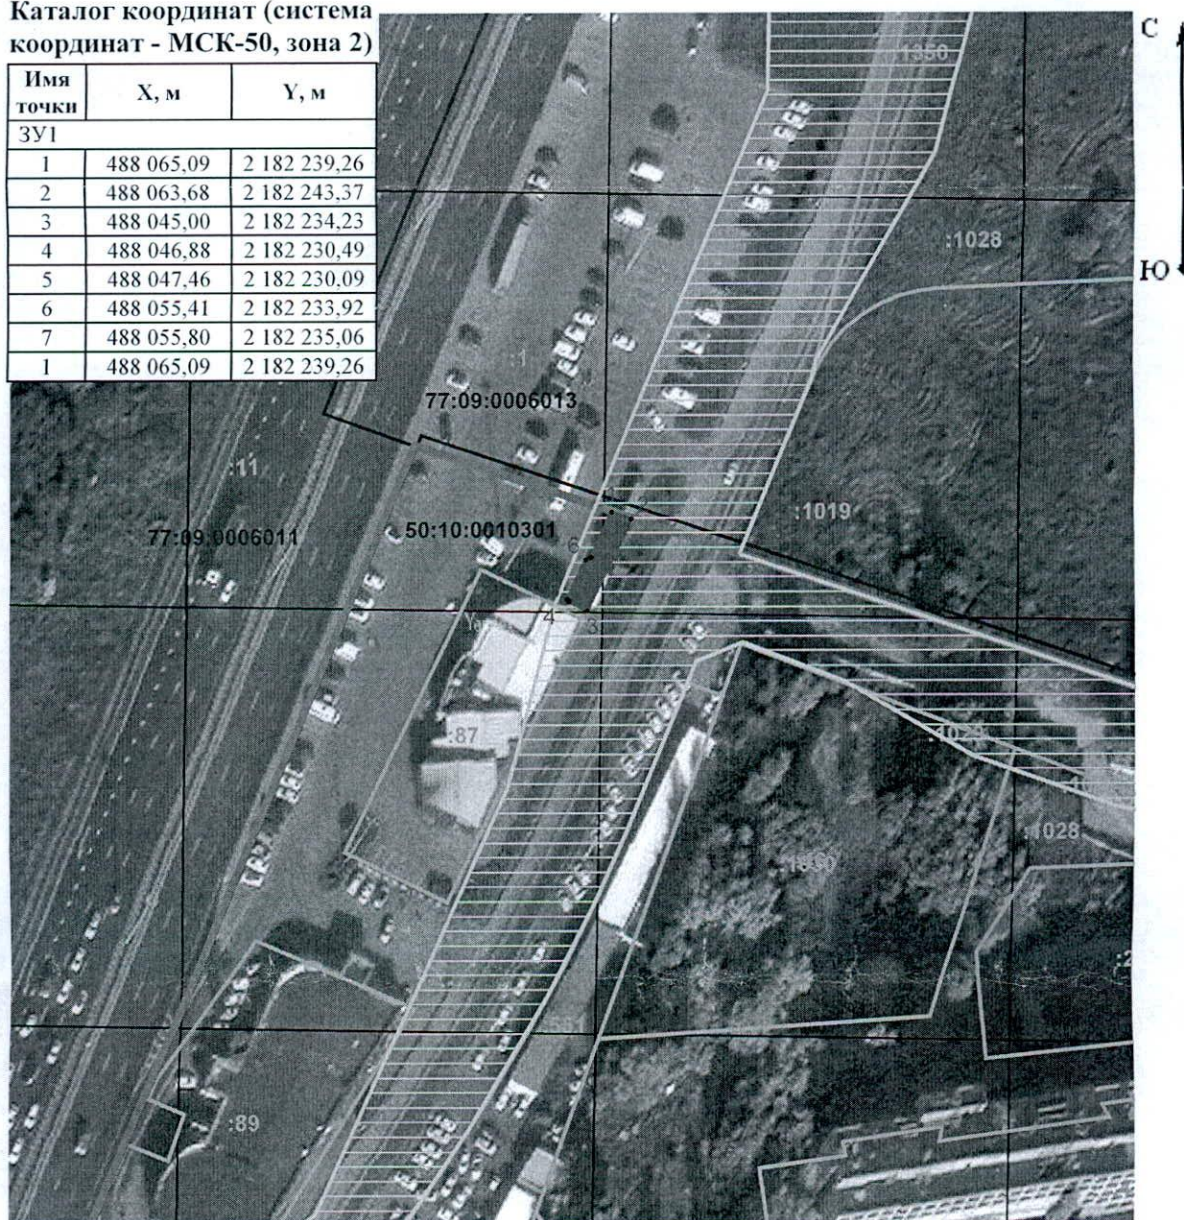 Каталог координат (система
координат - МСК-50, зона 2)
Имя точки X, м Y, м
ЗУ1
1 488 065,09 2 182 239,26
2 488 063,68 2 182 243,37
3 488 045,00 2 182 234,23
4 488 046,88 2 182 230,49
5 488 047,46 2 182 230,09
6 488 055,41 2 182 233,92
7 488 055,80 2 182 235,06
1 488 065,09 2 182 239,26
С
Ю
:1350
:1028
:1
77:09:0006013
:11
:1019
77:09:0006011
50:10:0010301
6
4
3
:87
:1028
:89